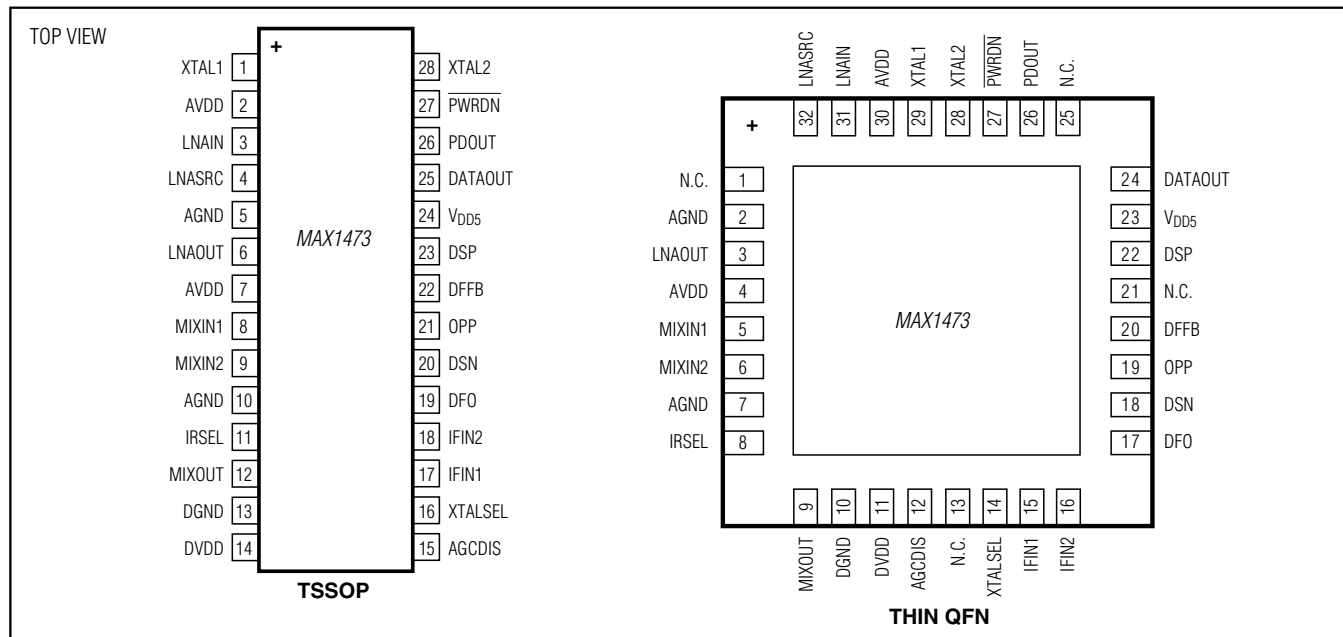 TOP VIEW
+
XTAL1 1
AVDD 2
LNAIN 3
LNASRC 4
AGND 5
LNAOUT 6
AVDD 7
MIXIN1 8
MIXIN2 9
AGND 10
IRSEL 11
MIXOUT 12
DGND 13
DVDD 14
MAX1473
28 XTAL2
27 PWRDN
26 PDOUT
25 DATAOUT
24 VDD5
23 DSP
22 DFFB
21 OPP
20 DSN
19 DFO
18 IFIN2
17 IFIN1
16 XTALSEL
15 AGCDIS
TSSOP
LNASRC 32
LNAIN 31
AVDD 30
XTAL1 29
XTAL2 28
PWRDN 27
PDOUT 26
N.C. 25
+
N.C. 1
AGND 2
LNAOUT 3
AVDD 4
MIXIN1 5
MIXIN2 6
AGND 7
IRSEL 8
MAX1473
24 DATAOUT
23 VDD5
22 DSP
21 N.C.
20 DFFB
19 OPP
18 DSN
17 DFO
9 MIXOUT
10 DGND
11 DVDD
12 AGCDIS
13 N.C.
14 XTALSEL
15 IFIN1
16 IFIN2
THIN QFN